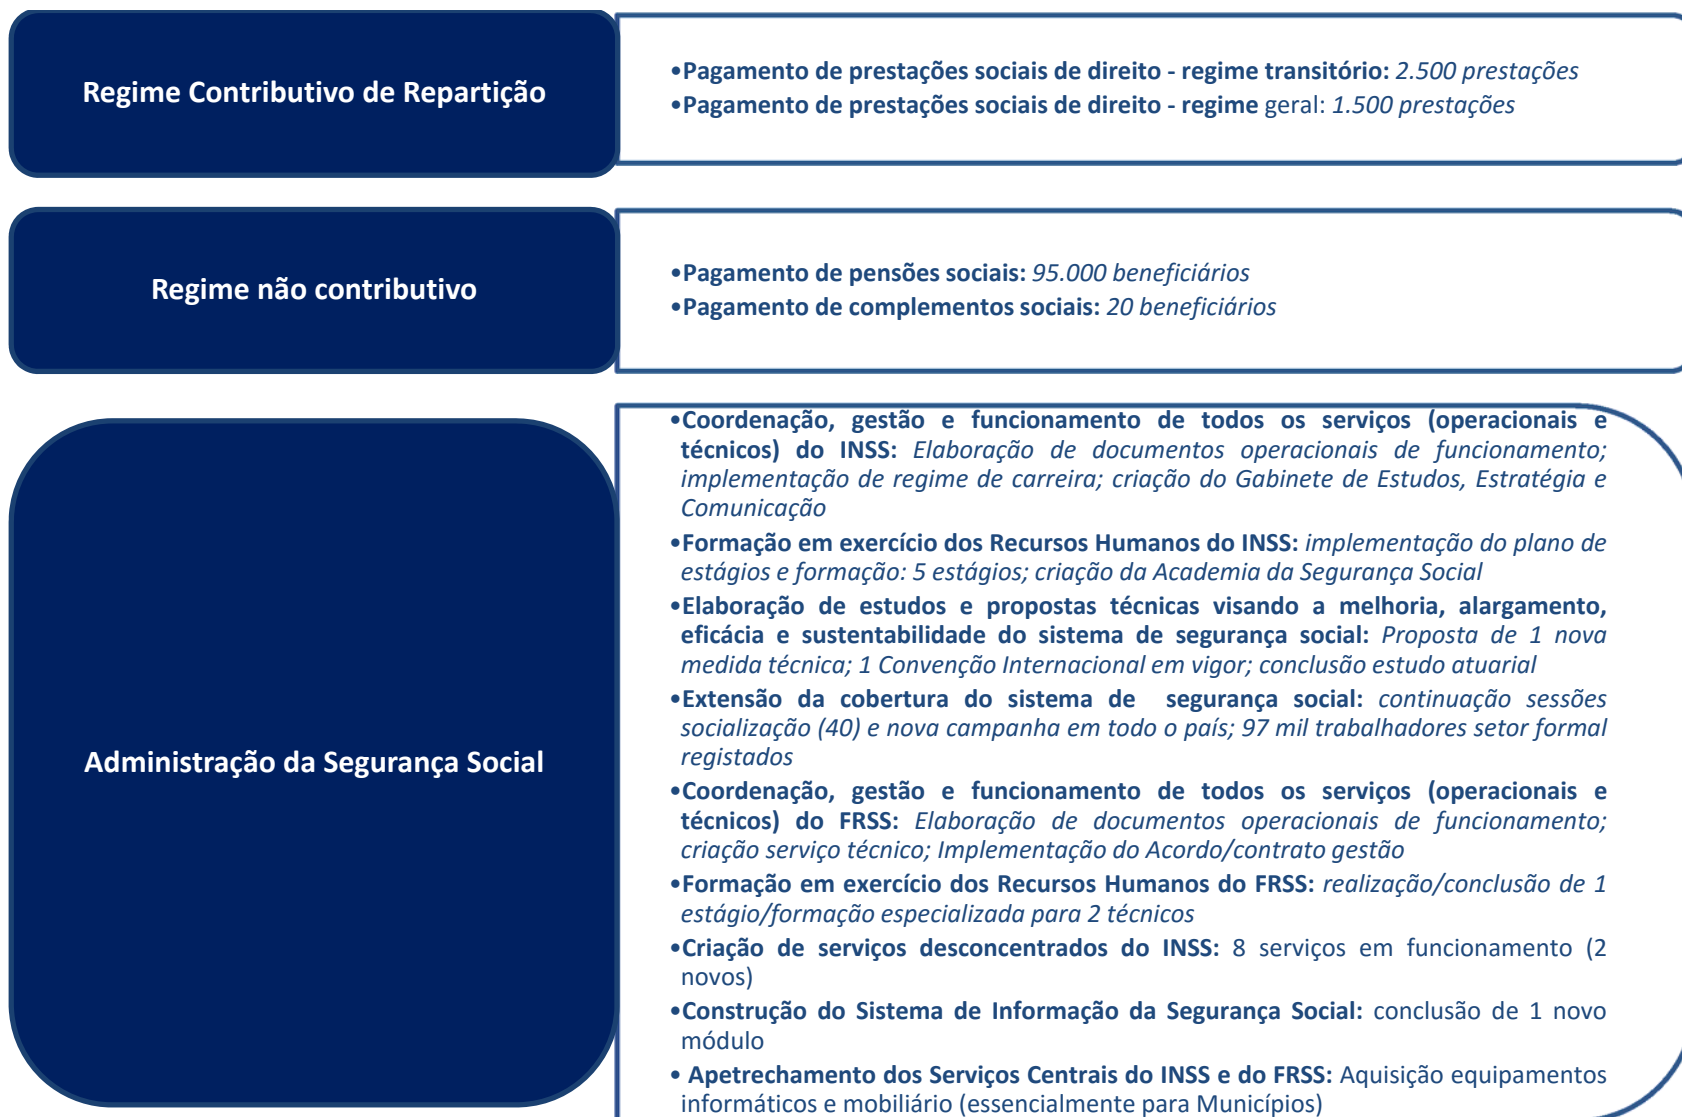 Regime Contributivo de Repartição
•Pagamento de prestações sociais de direito - regime transitório: 2.500 prestações
•Pagamento de prestações sociais de direito - regime geral: 1.500 prestações
Regime não contributivo
•Pagamento de pensões sociais: 95.000 beneficiários
•Pagamento de complementos sociais: 20 beneficiários
Administração da Segurança Social
•Coordenação, gestão e funcionamento de todos os serviços (operacionais e
técnicos) do INSS: Elaboração de documentos operacionais de funcionamento;
implementação de regime de carreira; criação do Gabinete de Estudos, Estratégia e
Comunicação
•Formação em exercício dos Recursos Humanos do INSS: implementação do plano de
estágios e formação: 5 estágios; criação da Academia da Segurança Social
•Elaboração de estudos e propostas técnicas visando a melhoria, alargamento,
eficácia e sustentabilidade do sistema de segurança social: Proposta de 1 nova
medida técnica; 1 Convenção Internacional em vigor; conclusão estudo atuarial
•Extensão da cobertura do sistema de segurança social: continuação sessões
socialização (40) e nova campanha em todo o país; 97 mil trabalhadores setor formal
registados
•Coordenação, gestão e funcionamento de todos os serviços (operacionais e
técnicos) do FRSS: Elaboração de documentos operacionais de funcionamento;
criação serviço técnico; Implementação do Acordo/contrato gestão
•Formação em exercício dos Recursos Humanos do FRSS: realização/conclusão de 1
estágio/formação especializada para 2 técnicos
•Criação de serviços desconcentrados do INSS: 8 serviços em funcionamento (2
novos)
•Construção do Sistema de Informação da Segurança Social: conclusão de 1 novo
módulo
• Apetrechamento dos Serviços Centrais do INSS e do FRSS: Aquisição equipamentos
informáticos e mobiliário (essencialmente para Municípios)